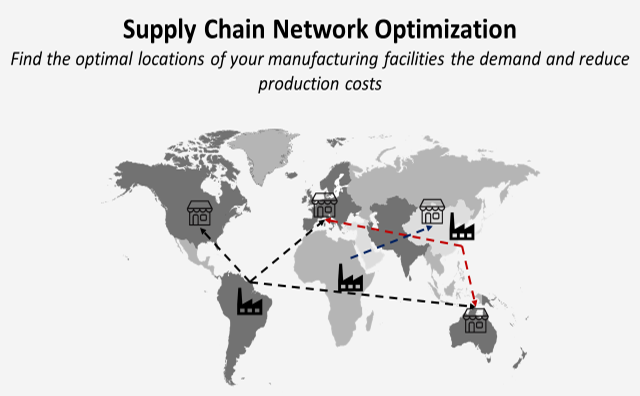 Supply Chain Network Optimization
Find the optimal locations of your manufacturing facilities the demand and reduce
production costs